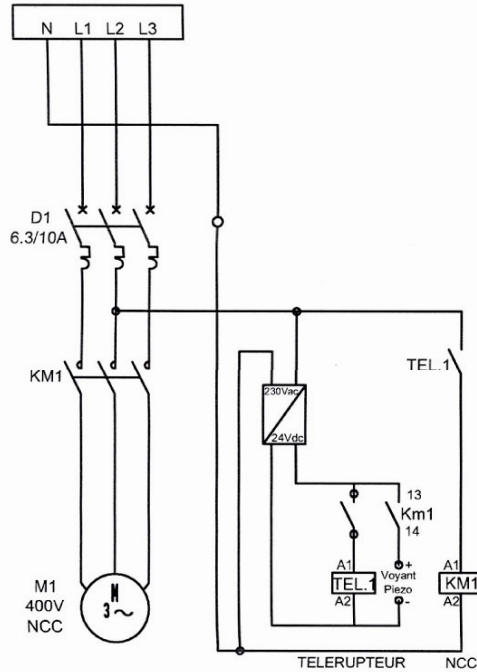 N L1 L2 L3
D1
6.3/10A
KM1
TEL.1
230Vac
24Vdc
13
Km1
14
A1
TEL.1
A2
+
Voyant
Piezo
-
A1
KM1
A2
M1
400V
NCC
M
3 ~
TELERUPTEUR
NCC